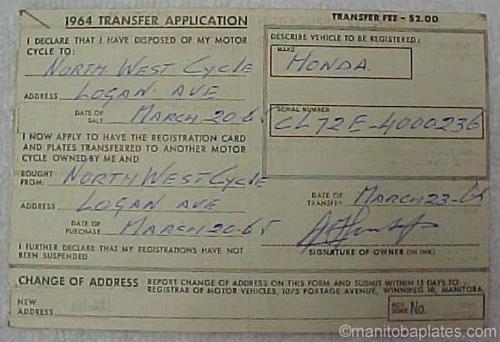 1964 TRANSFER APPLICATION
TRANSFER FEE - $2.00
I DECLARE THAT I HAVE DISPOSED OF MY MOTOR
CYCLE TO:
NORTH WEST CYCLE
ADDRESS LOGAN AVE
DATE OF
SALE MARCH 20-65
I NOW APPLY TO HAVE THE REGISTRATION CARD
AND PLATES TRANSFERRED TO ANOTHER MOTOR
CYCLE OWNED BY ME AND
BOUGHT
FROM: NORTH WEST CYCLE
ADDRESS LOGAN AVE
DATE OF
PURCHASE MARCH 20-65
I FURTHER DECLARE THAT MY REGISTRATIONS HAVE NOT
BEEN SUSPENDED
DESCRIBE VEHICLE TO BE REGISTERED:
MAKE
HONDA
SERIAL NUMBER
CL72E-4000236
DATE OF
TRANSFER MARCH 23-65
SIGNATURE OF OWNER (IN INK)
CHANGE OF ADDRESS REPORT CHANGE OF ADDRESS ON THIS FORM AND SUBMIT WITHIN 15 DAYS TO
REGISTRAR OF MOTOR VEHICLES, 1075 PORTAGE AVENUE, WINNIPEG 10, MANITOBA.
NEW
ADDRESS
BOX
No.
©manitobaplates.com